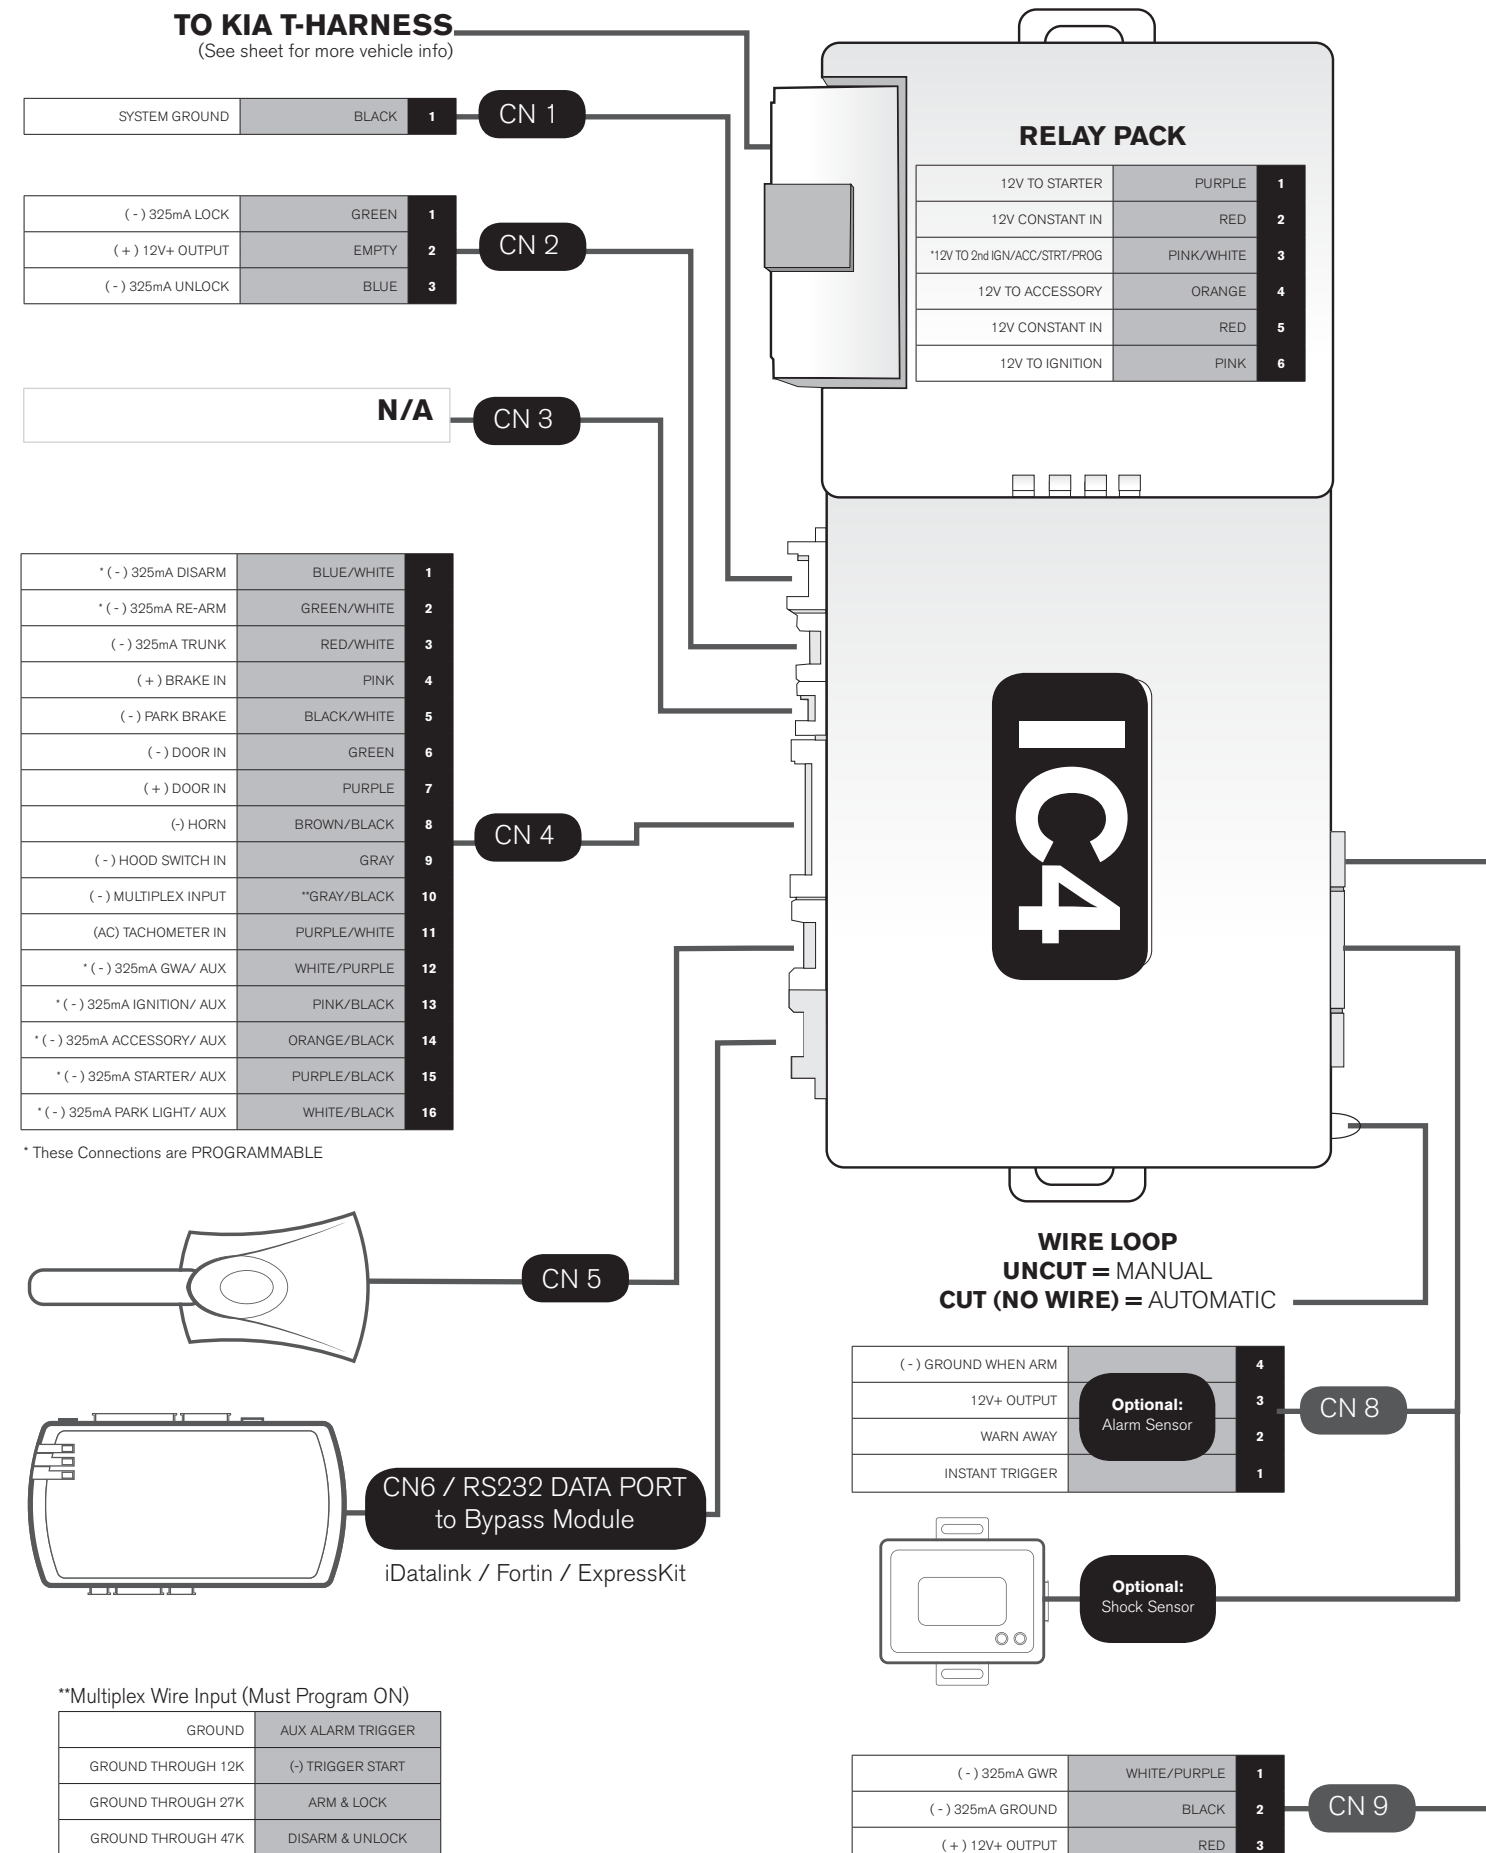 TO KIA T-HARNESS
(See sheet for more vehicle info)
SYSTEM GROUND BLACK 1
CN 1
( - ) 325mA LOCK GREEN 1
( + ) 12V+ OUTPUT EMPTY 2
( - ) 325mA UNLOCK BLUE 3
CN 2
N/A
CN 3
RELAY PACK
12V TO STARTER PURPLE 1
12V CONSTANT IN RED 2
*12V TO 2nd IGN/ACC/STRT/PROG PINK/WHITE 3
12V TO ACCESSORY ORANGE 4
12V CONSTANT IN RED 5
12V TO IGNITION PINK 6
* ( - ) 325mA DISARM BLUE/WHITE 1
* ( - ) 325mA RE-ARM GREEN/WHITE 2
( - ) 325mA TRUNK RED/WHITE 3
( + ) BRAKE IN PINK 4
( - ) PARK BRAKE BLACK/WHITE 5
( - ) DOOR IN GREEN 6
( + ) DOOR IN PURPLE 7
(-) HORN BROWN/BLACK 8
( - ) HOOD SWITCH IN GRAY 9
( - ) MULTIPLEX INPUT **GRAY/BLACK 10
(AC) TACHOMETER IN PURPLE/WHITE 11
* ( - ) 325mA GWA/ AUX WHITE/PURPLE 12
* ( - ) 325mA IGNITION/ AUX PINK/BLACK 13
* ( - ) 325mA ACCESSORY/ AUX ORANGE/BLACK 14
* ( - ) 325mA STARTER/ AUX PURPLE/BLACK 15
* ( - ) 325mA PARK LIGHT/ AUX WHITE/BLACK 16
CN 4
* These Connections are PROGRAMMABLE
IC4
CN 5
CN6 / RS232 DATA PORT
to Bypass Module
iDatalink / Fortin / ExpressKit
WIRE LOOP
UNCUT = MANUAL
CUT (NO WIRE) = AUTOMATIC
( - ) GROUND WHEN ARM 4
12V+ OUTPUT 3
WARN AWAY 2
INSTANT TRIGGER 1
Optional:
Alarm Sensor
CN 8
Optional:
Shock Sensor
**Multiplex Wire Input (Must Program ON)
GROUND AUX ALARM TRIGGER
GROUND THROUGH 12K (-) TRIGGER START
GROUND THROUGH 27K ARM & LOCK
GROUND THROUGH 47K DISARM & UNLOCK
( - ) 325mA GWR WHITE/PURPLE 1
( - ) 325mA GROUND BLACK 2
( + ) 12V+ OUTPUT RED 3
CN 9